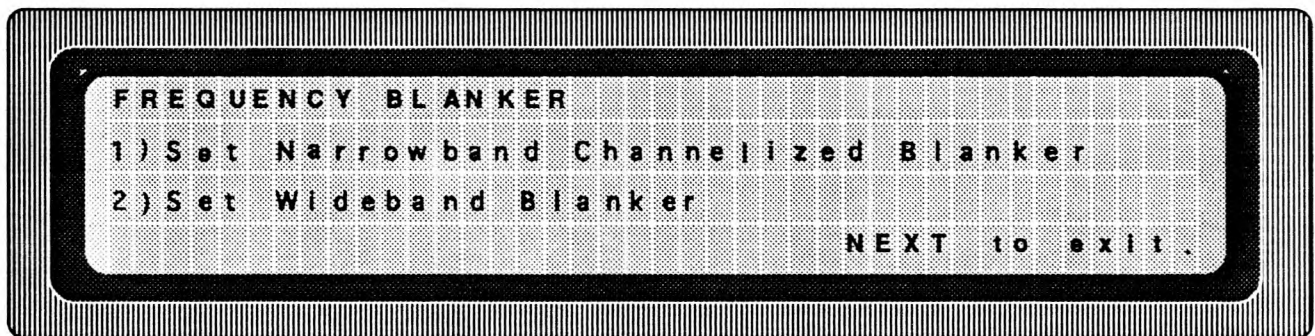 FREQUENCY BLANKER
1)Set Narrowband Channelized Blanker
2)Set Wideband Blanker
NEXT to exit.